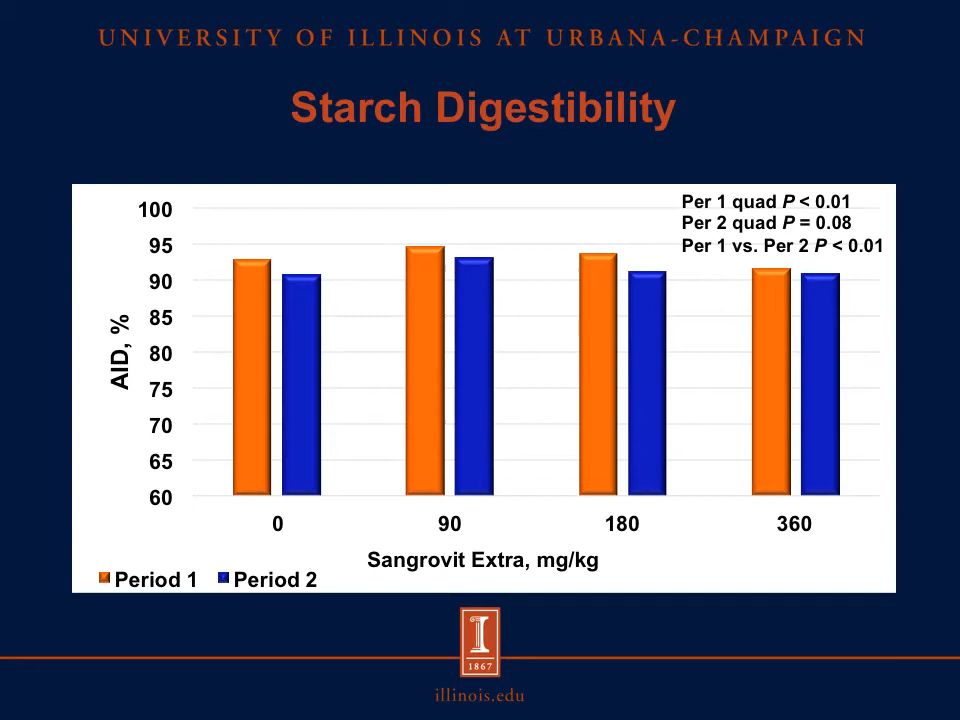 UNIVERSITY OF ILLINOIS AT URBANA-CHAMPAIGN
Starch Digestibility
Per 1 quad P < 0.01
Per 2 quad P = 0.08
Per 1 vs. Per 2 P < 0.01
100
95
90
85
80
75
70
65
60
AID, %
0 90 180 360
Sangrovit Extra, mg/kg
Period 1 Period 2
I
1867
illinois.edu